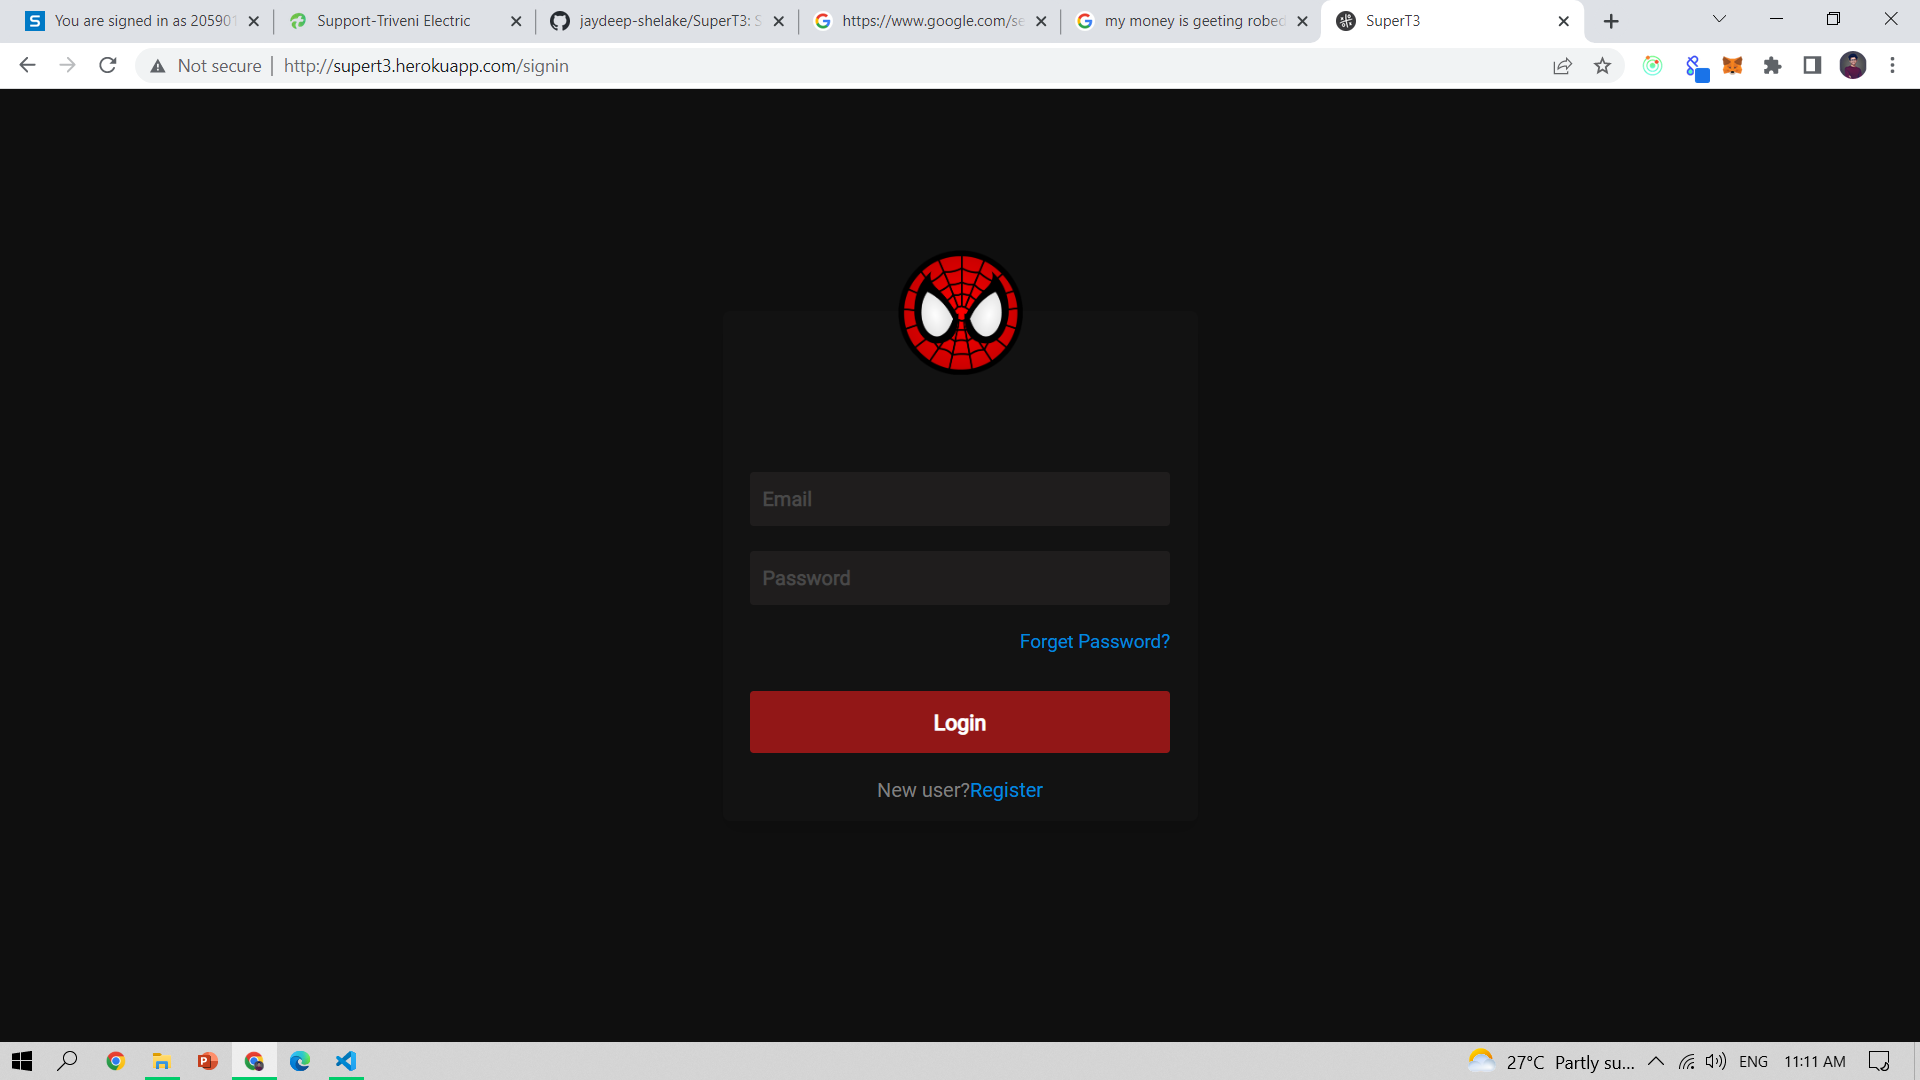 You are signed in as 205901
Support-Triveni Electric
jaydeep-shelake/SuperT3: S
https://www.google.com/se
my money is geeting robed
SuperT3
Not secure
http://supert3.herokuapp.com/signin
Email
Password
Forget Password?
Login
New user?Register
27°C Partly su...
ENG
11:11 AM